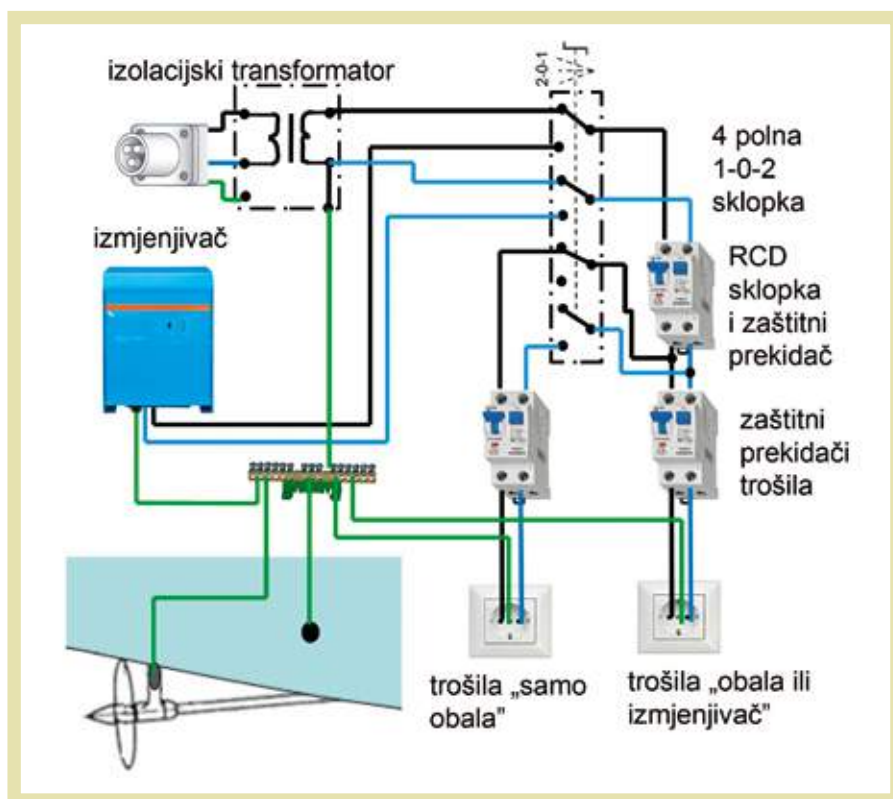 izolacijski transformator
2-0-1
4 polna
1-0-2
sklopka
izmjenjivač
RCD
sklopka
i zaštitni
prekidač
zaštitni
prekidači
trošila
trošila „samo
obala”
trošila „obala ili
izmjenjivač”